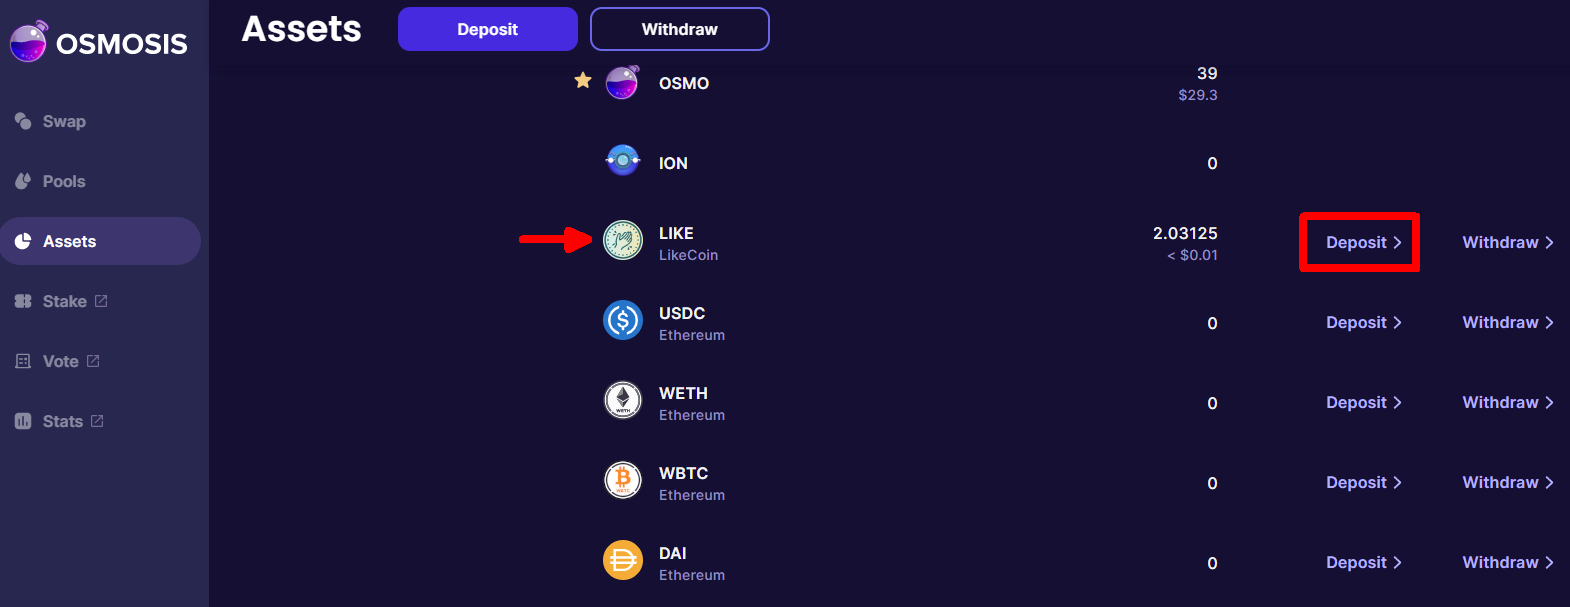 OSMOSIS
Swap
Pools
Assets
Stake
Vote
Stats
Assets
Deposit
Withdraw
OSMO
39
$29.3
ION
0
LIKE
2.03125
Deposit
Withdraw
LikeCoin
< $0.01
USDC
0
Deposit
Withdraw
Ethereum
WETH
0
Deposit
Withdraw
Ethereum
WETH
WBTC
0
Deposit
Withdraw
Ethereum
WBTC
DAI
0
Deposit
Withdraw
Ethereum